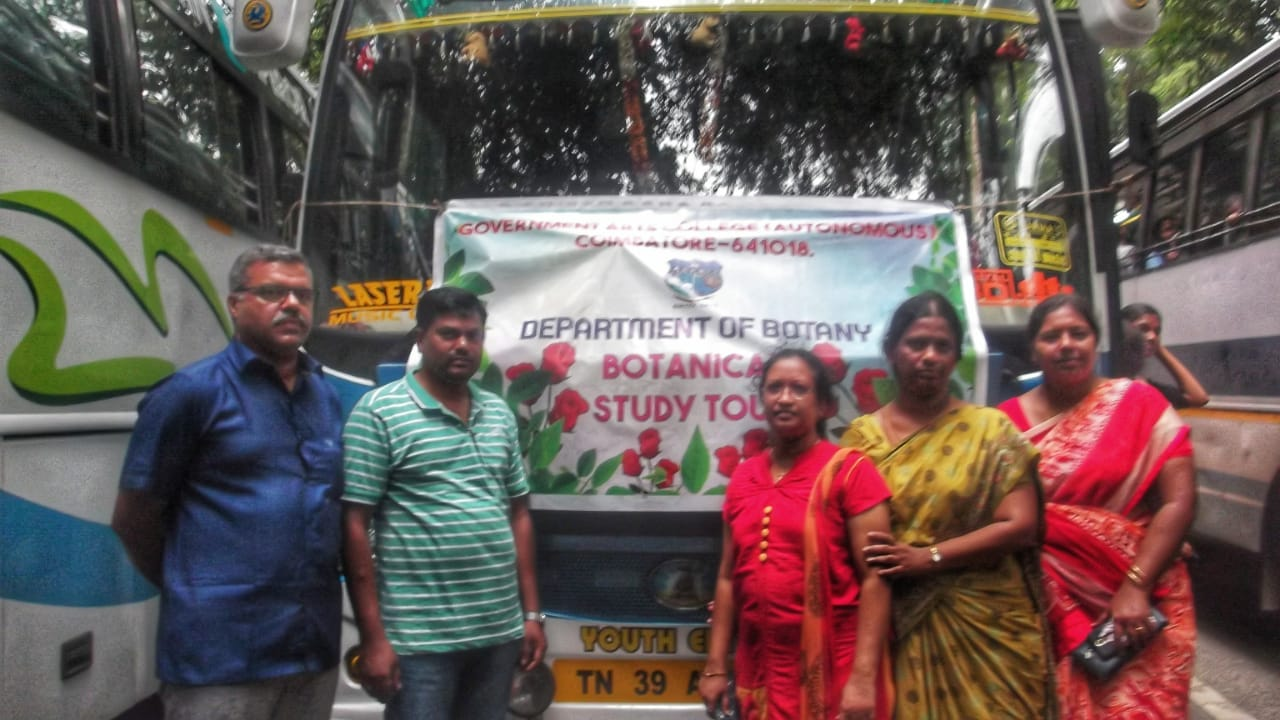 GOVERNMENT ARTS COLLEGE (AUTONOMOUS)
COIMBATORE-641018.
DEPARTMENT OF BOTANY
BOTANICA
STUDY TOU
LASER
YOUTH E
TN 39 A